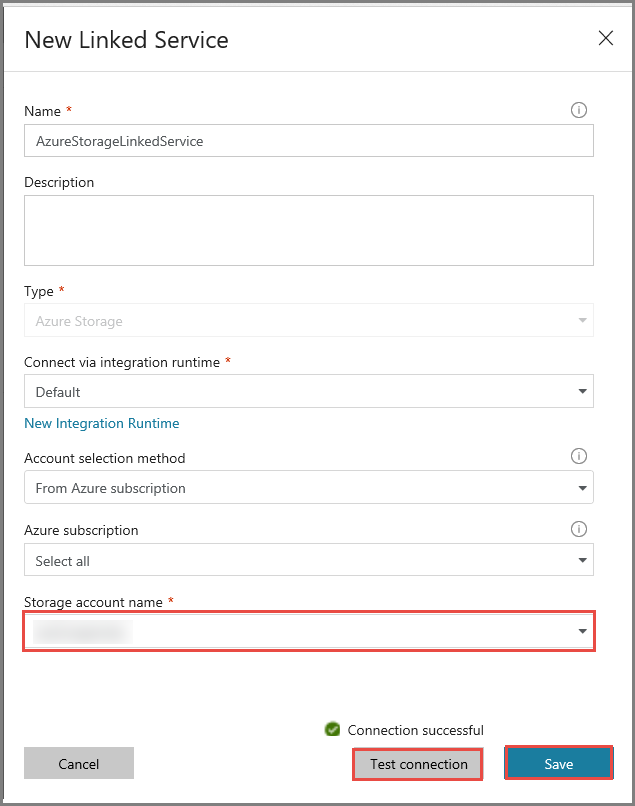 New Linked Service
Name *
AzureStorageLinkedService
Description
Type *
Azure Storage
Connect via integration runtime *
Default
New Integration Runtime
Account selection method
From Azure subscription
Azure subscription
Select all
Storage account name *
Connection successful
Cancel
Test connection
Save